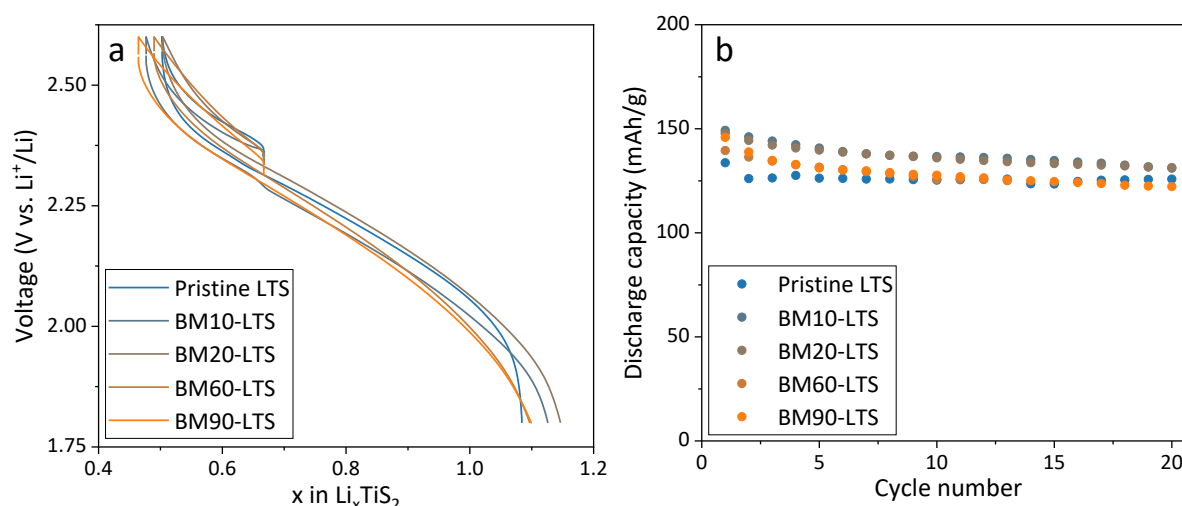 a
2.50
2.25
2.00
1.75
Voltage (V vs. Li⁺/Li)
Pristine LTS
BM10-LTS
BM20-LTS
BM60-LTS
BM90-LTS
0.4
0.6
0.8
1.0
1.2
x in LiₓTiS₂
b
200
150
100
50
0
Discharge capacity (mAh/g)
Pristine LTS
BM10-LTS
BM20-LTS
BM60-LTS
BM90-LTS
0
5
10
15
20
Cycle number